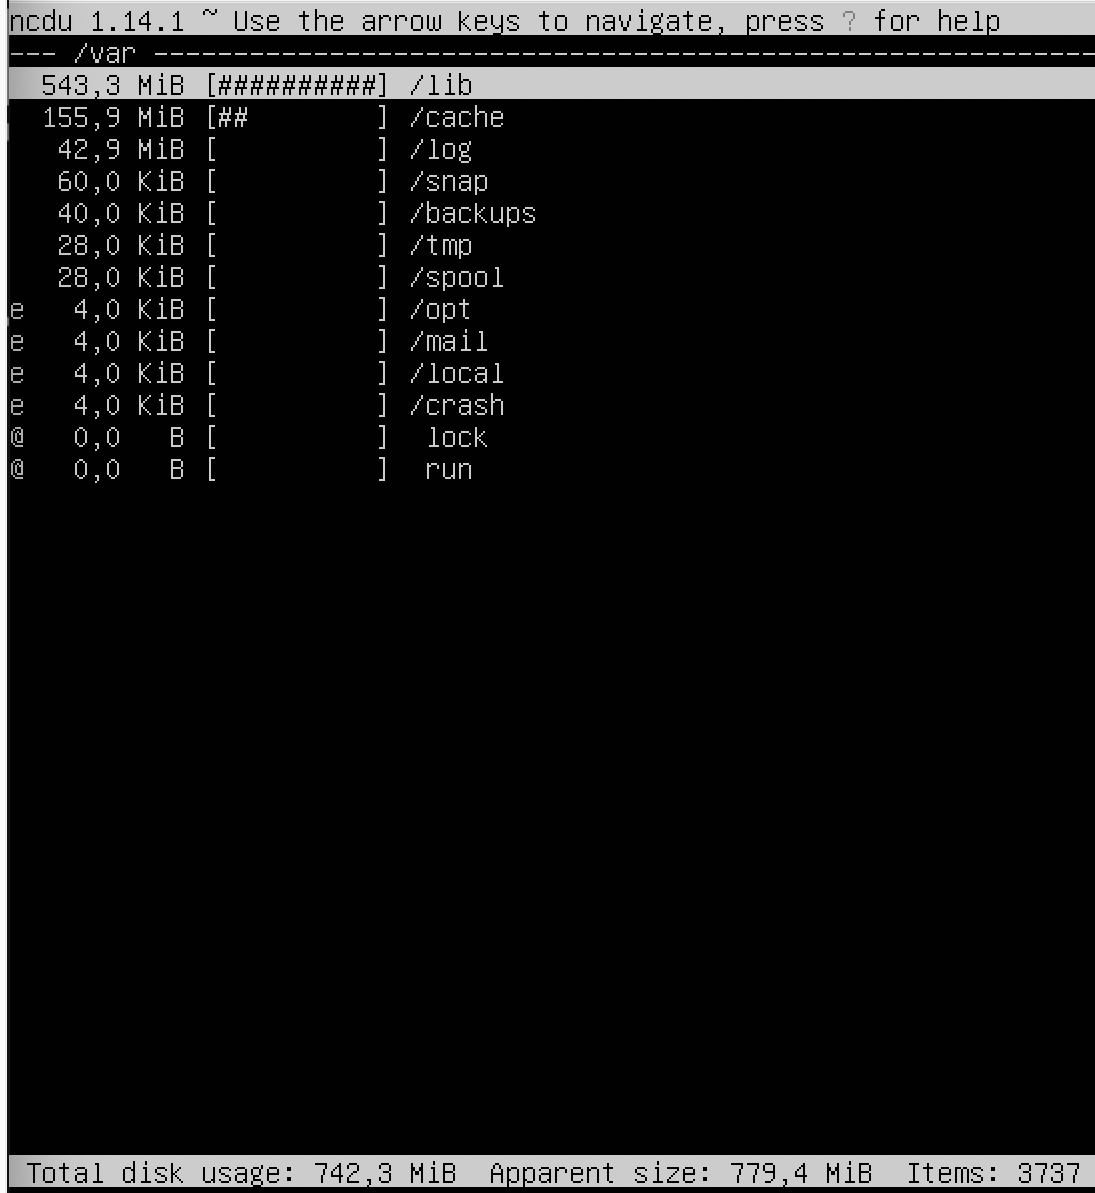 ncdu 1.14.1 ~ Use the arrow keys to navigate, press ? for help
--- /var -----------------------------------------------------------
  543,3 MiB [##########] /lib
  155,9 MiB [##        ] /cache
   42,9 MiB [          ] /log
   60,0 KiB [          ] /snap
   40,0 KiB [          ] /backups
   28,0 KiB [          ] /tmp
   28,0 KiB [          ] /spool
e   4,0 KiB [          ] /opt
e   4,0 KiB [          ] /mail
e   4,0 KiB [          ] /local
e   4,0 KiB [          ] /crash
@   0,0   B [          ]  lock
@   0,0   B [          ]  run
Total disk usage: 742,3 MiB  Apparent size: 779,4 MiB  Items: 3737